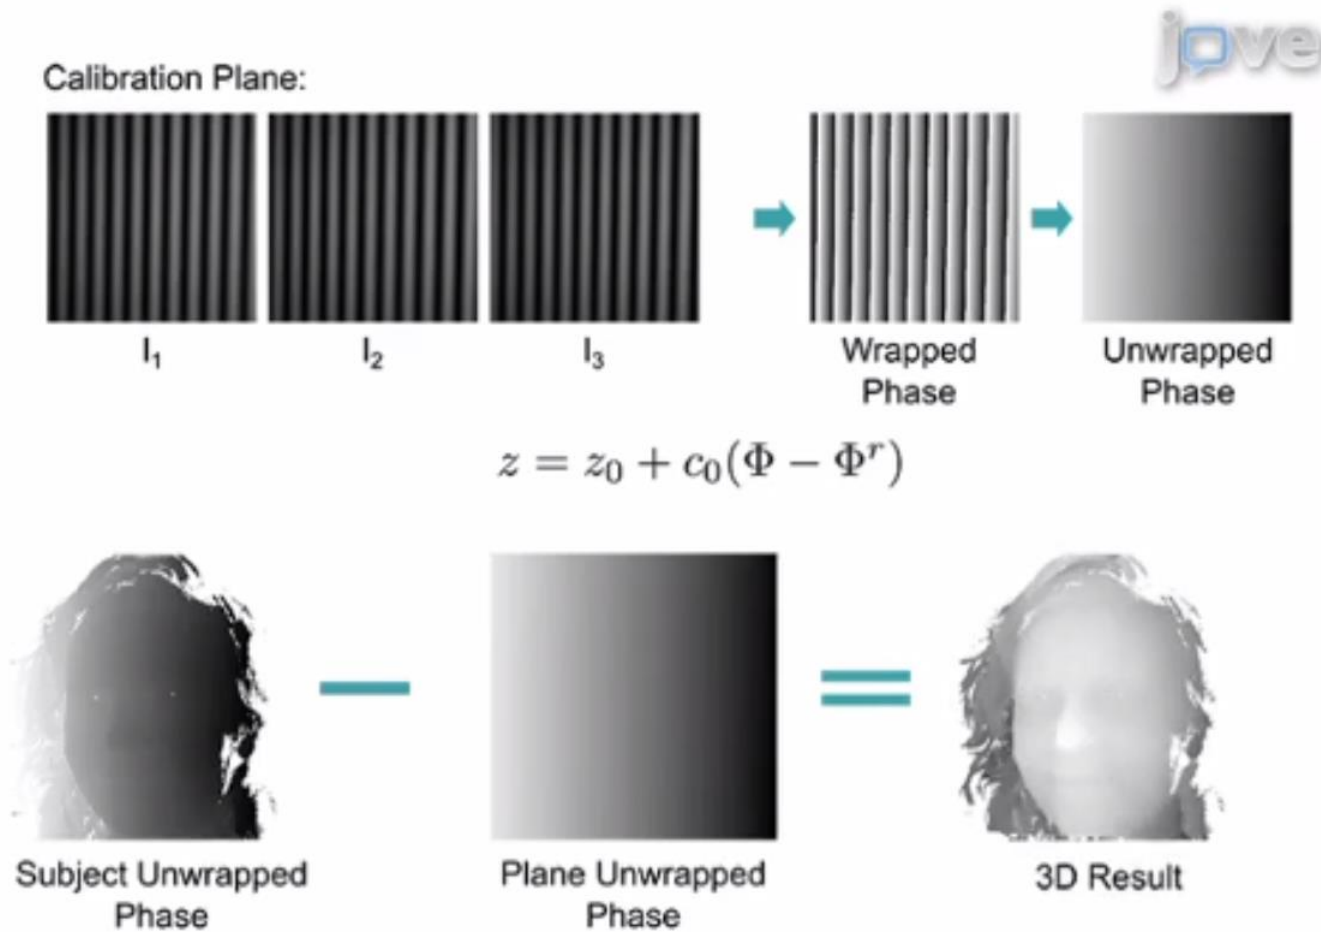 jove
Calibration Plane:
I₁ I₂ I₃
Wrapped
Phase
Unwrapped
Phase
z = z₀ + c₀(Φ − Φʳ)
Subject Unwrapped
Phase
Plane Unwrapped
Phase
3D Result